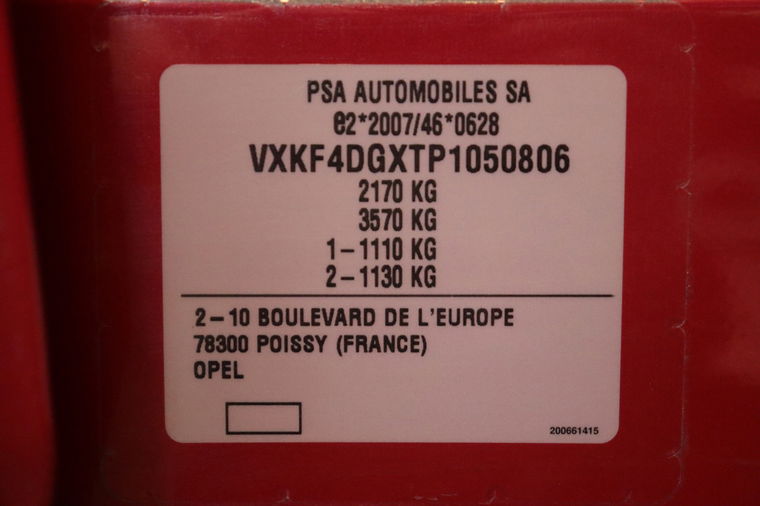 PSA AUTOMOBILES SA
e2*2007/46*0628
VXKF4DGXTP1050806
2170 KG
3570 KG
1-1110 KG
2-1130 KG
2-10 BOULEVARD DE L'EUROPE
78300 POISSY (FRANCE)
OPEL
200661415